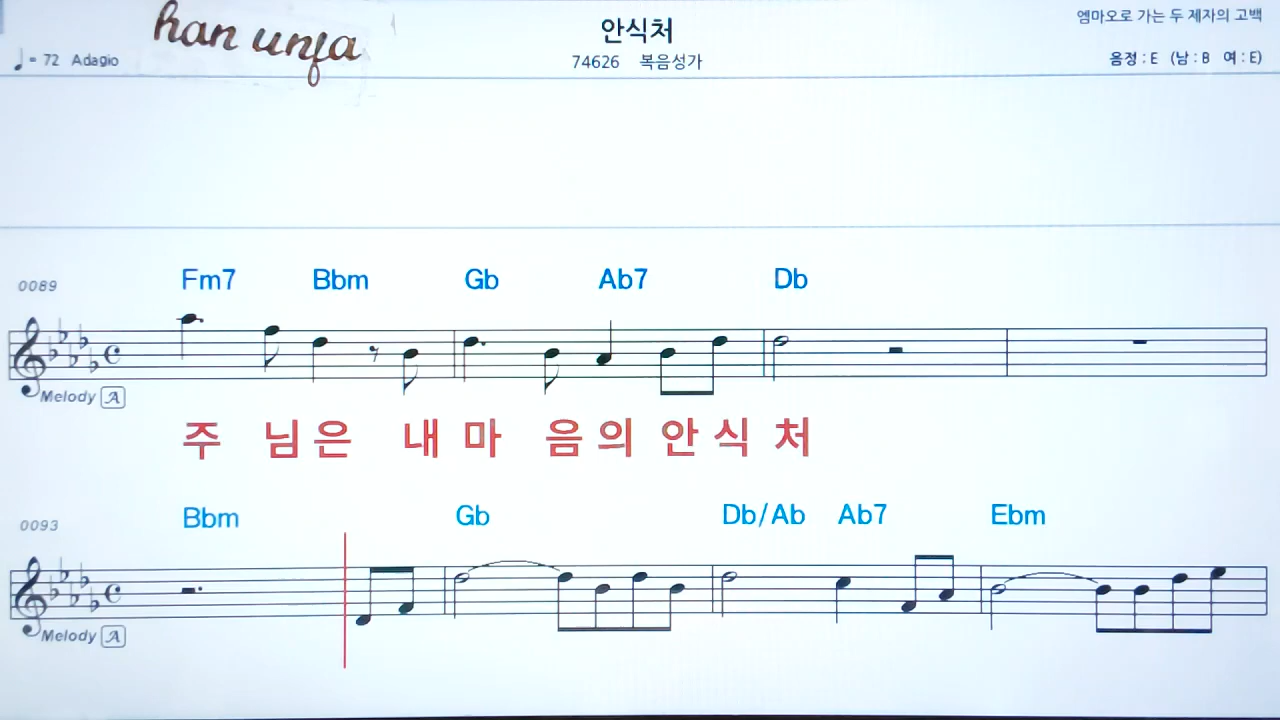 han unfa
안식처
엠마오로 가는 두 제자의 고백
♩= 72 Adagio
74626 복음성가
음정 : E (남 : B 여 : E)
0089 Fm7 Bbm Gb Ab7 Db
Melody A
주 님 은 내 마 음 의 안 식 처
0093 Bbm Gb Db/Ab Ab7 Ebm
Melody A